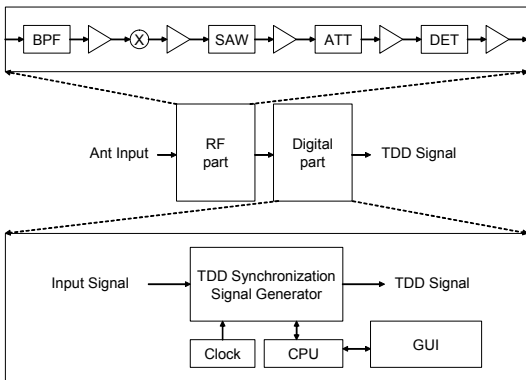 BPF X SAW ATT DET
Ant Input
RF
part
Digital
part
TDD Signal
Input Signal
TDD Synchronization
Signal Generator
TDD Signal
Clock
CPU
GUI